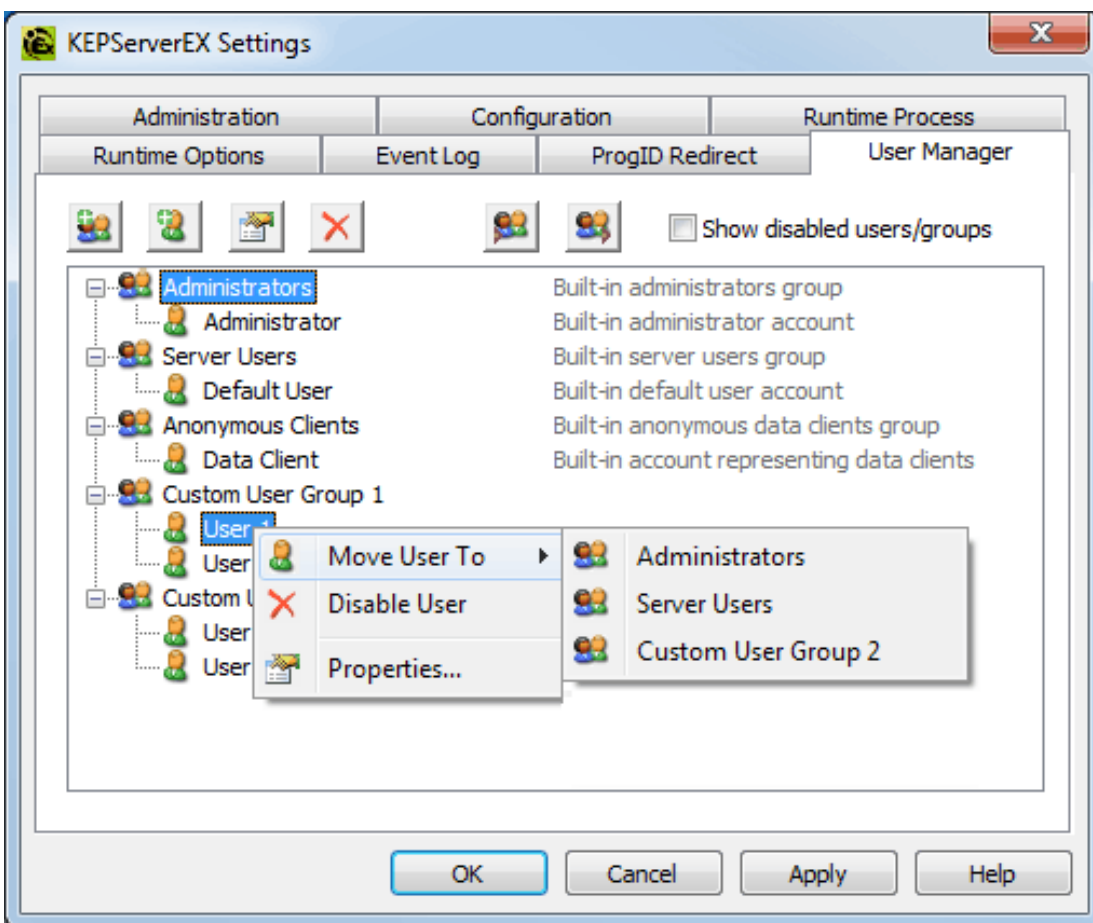 KEPServerEX Settings
Administration Configuration Runtime Process
Runtime Options Event Log ProgID Redirect User Manager
Show disabled users/groups
Administrators Built-in administrators group
Administrator Built-in administrator account
Server Users Built-in server users group
Default User Built-in default user account
Anonymous Clients Built-in anonymous data clients group
Data Client Built-in account representing data clients
Custom User Group 1
User 1
User
Custom
User
User
Move User To
Disable User
Properties...
Administrators
Server Users
Custom User Group 2
OK Cancel Apply Help